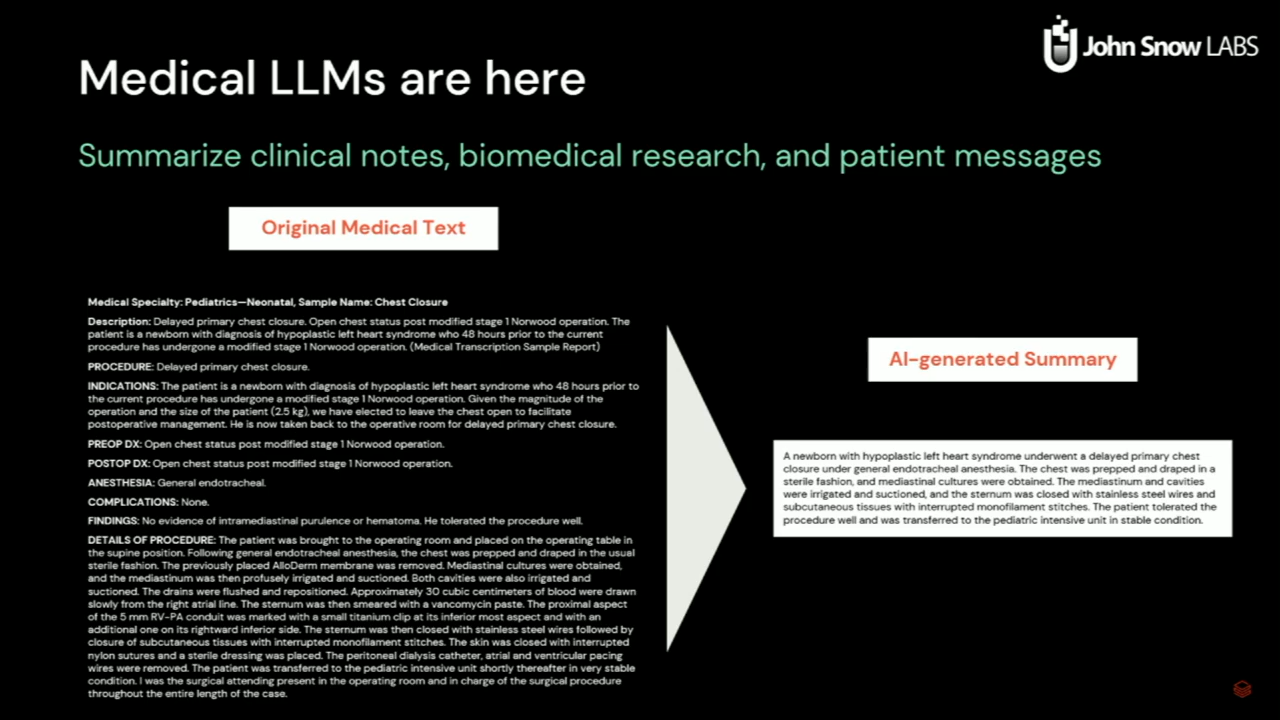 John Snow LABS
Medical LLMs are here
Summarize clinical notes, biomedical research, and patient messages
Original Medical Text
Medical Specialty: Pediatrics—Neonatal, Sample Name: Chest Closure
Description: Delayed primary chest closure. Open chest status post modified stage 1 Norwood operation. The
patient is a newborn with diagnosis of hypoplastic left heart syndrome who 48 hours prior to the current
procedure has undergone a modified stage 1 Norwood operation. (Medical Transcription Sample Report)
PROCEDURE: Delayed primary chest closure.
INDICATIONS: The patient is a newborn with diagnosis of hypoplastic left heart syndrome who 48 hours prior to
the current procedure has undergone a modified stage 1 Norwood operation. Given the magnitude of the
operation and the size of the patient (2.5 kg), we have elected to leave the chest open to facilitate
postoperative management. He is now taken back to the operative room for delayed primary chest closure.
PREOP DX: Open chest status post modified stage 1 Norwood operation.
POSTOP DX: Open chest status post modified stage 1 Norwood operation.
ANESTHESIA: General endotracheal.
COMPLICATIONS: None.
FINDINGS: No evidence of intramediastinal purulence or hematoma. He tolerated the procedure well.
DETAILS OF PROCEDURE: The patient was brought to the operating room and placed on the operating table in
the supine position. Following general endotracheal anesthesia, the chest was prepped and draped in the usual
sterile fashion. The previously placed AlloDerm membrane was removed. Mediastinal cultures were obtained,
and the mediastinum was then profusely irrigated and suctioned. Both cavities were also irrigated and
suctioned. The drains were flushed and repositioned. Approximately 30 cubic centimeters of blood were drawn
slowly from the right atrial line. The sternum was then smeared with a vancomycin paste. The proximal aspect
of the 5 mm RV-PA conduit was marked with a small titanium clip at its inferior most aspect and with an
additional one on its rightward inferior side. The sternum was then closed with stainless steel wires followed by
closure of subcutaneous tissues with interrupted monofilament stitches. The skin was closed with interrupted
nylon sutures and a sterile dressing was placed. The peritoneal dialysis catheter, atrial and ventricular pacing
wires were removed. The patient was transferred to the pediatric intensive unit shortly thereafter in very stable
condition. I was the surgical attending present in the operating room and in charge of the surgical procedure
throughout the entire length of the case.
AI-generated Summary
A newborn with hypoplastic left heart syndrome underwent a delayed primary chest
closure under general endotracheal anesthesia. The chest was prepped and draped in a
sterile fashion, and mediastinal cultures were obtained. The mediastinum and cavities
were irrigated and suctioned, and the sternum was closed with stainless steel wires and
subcutaneous tissues with interrupted monofilament stitches. The patient tolerated the
procedure well and was transferred to the pediatric intensive unit in stable condition.